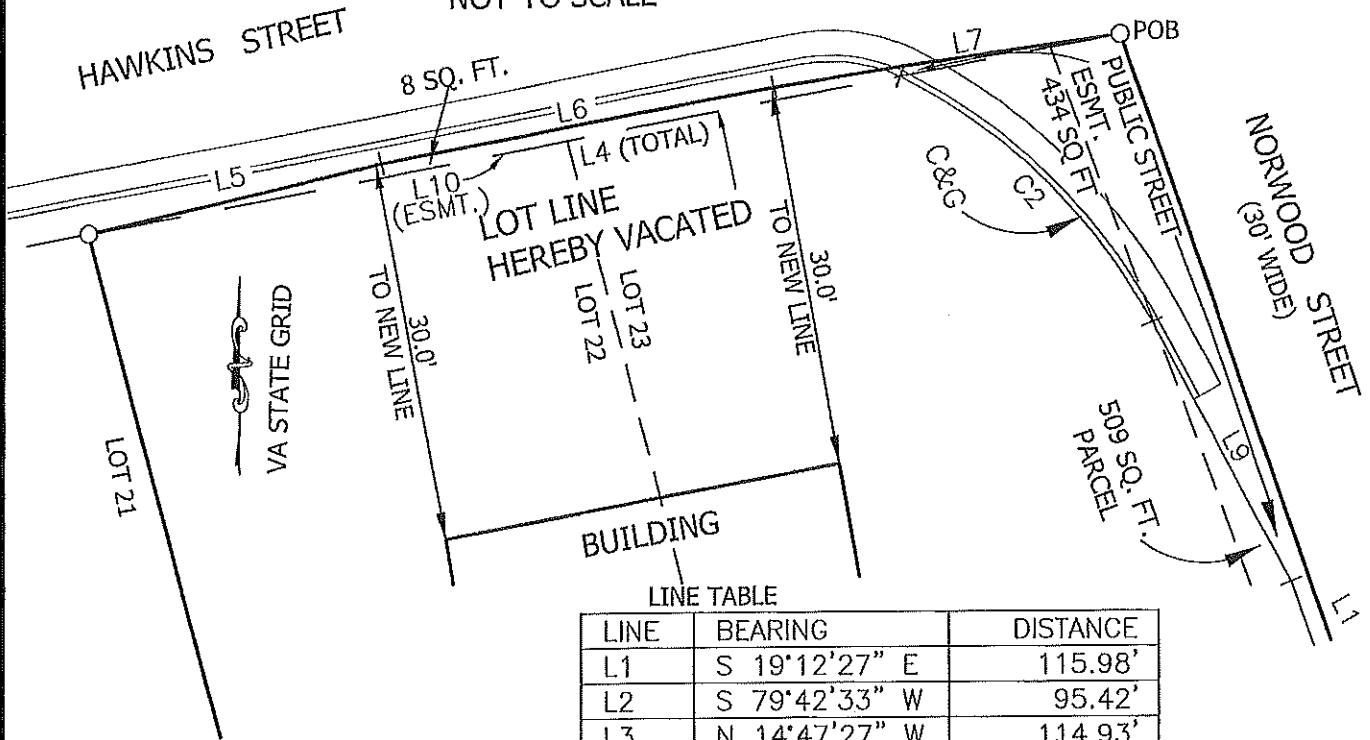 NOT TO SCALE
HAWKINS STREET
8 SQ. FT.
L7
POB
L6
L5
L4 (TOTAL)
L10
(ESMT.)
LOT LINE
HEREBY VACATED
PUBLIC STREET
ESMT.
434 SQ FT
NORWOOD STREET
(30' WIDE)
C&G
C2
30.0'
TO NEW LINE
30.0'
TO NEW LINE
LOT 23
LOT 22
VA STATE GRID
LOT 21
BUILDING
509 SQ. FT.
PARCEL
L9
L1
LINE TABLE
LINE BEARING DISTANCE
L1 S 19°12'27" E 115.98'
L2 S 79°42'33" W 95.42'
L3 N 14°47'27" W 114.93'